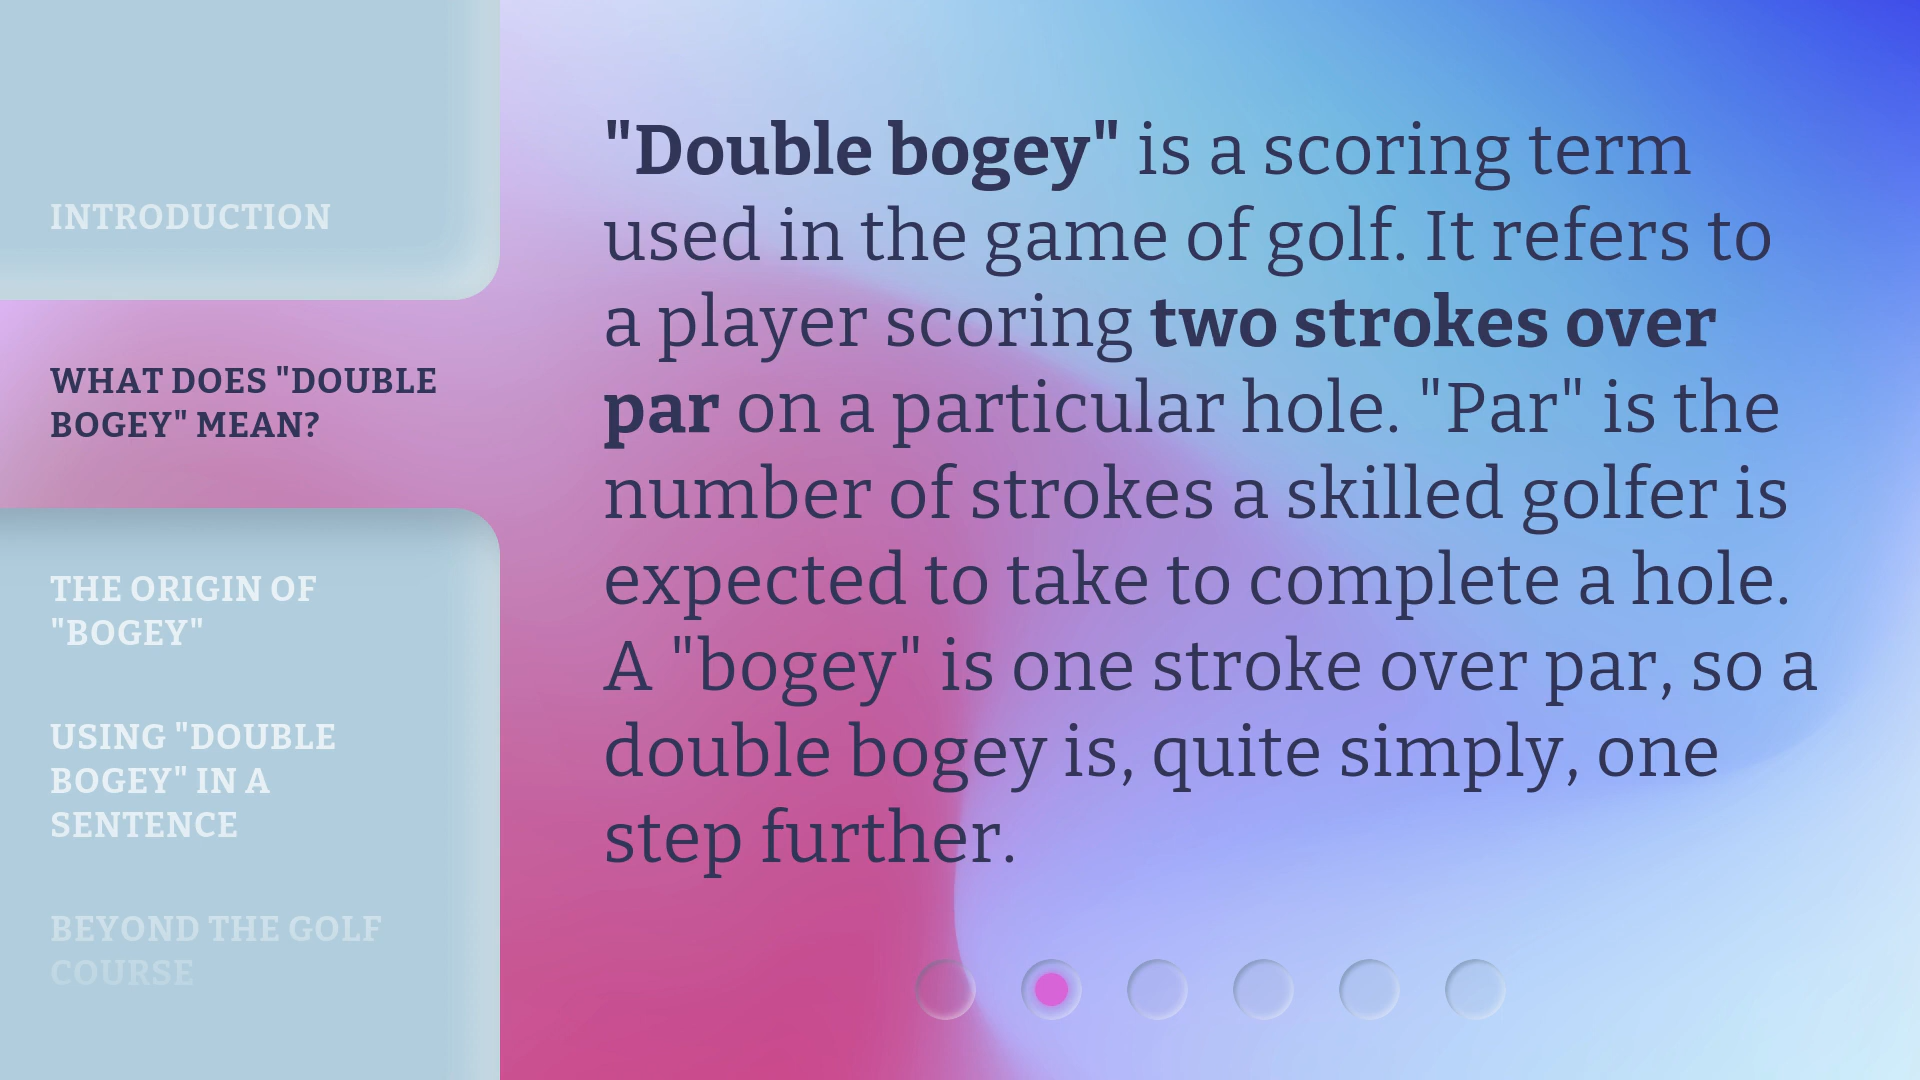 INTRODUCTION
WHAT DOES "DOUBLE
BOGEY" MEAN?
THE ORIGIN OF
"BOGEY"
USING "DOUBLE
BOGEY" IN A
SENTENCE
BEYOND THE GOLF
COURSE
"Double bogey" is a scoring term
used in the game of golf. It refers to
a player scoring two strokes over
par on a particular hole. "Par" is the
number of strokes a skilled golfer is
expected to take to complete a hole.
A "bogey" is one stroke over par, so a
double bogey is, quite simply, one
step further.